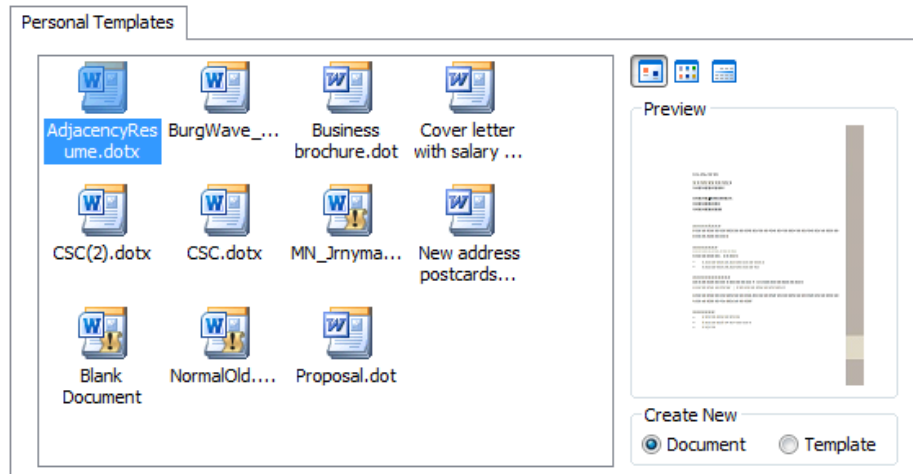 Personal Templates
AdjacencyRes
ume.dotx
BurgWave_...
Business
brochure.dot
Cover letter
with salary ...
CSC(2).dotx
CSC.dotx
MN_Jrnyma...
New address
postcards...
Blank
Document
NormalOld....
Proposal.dot
Preview
Create New
Document
Template